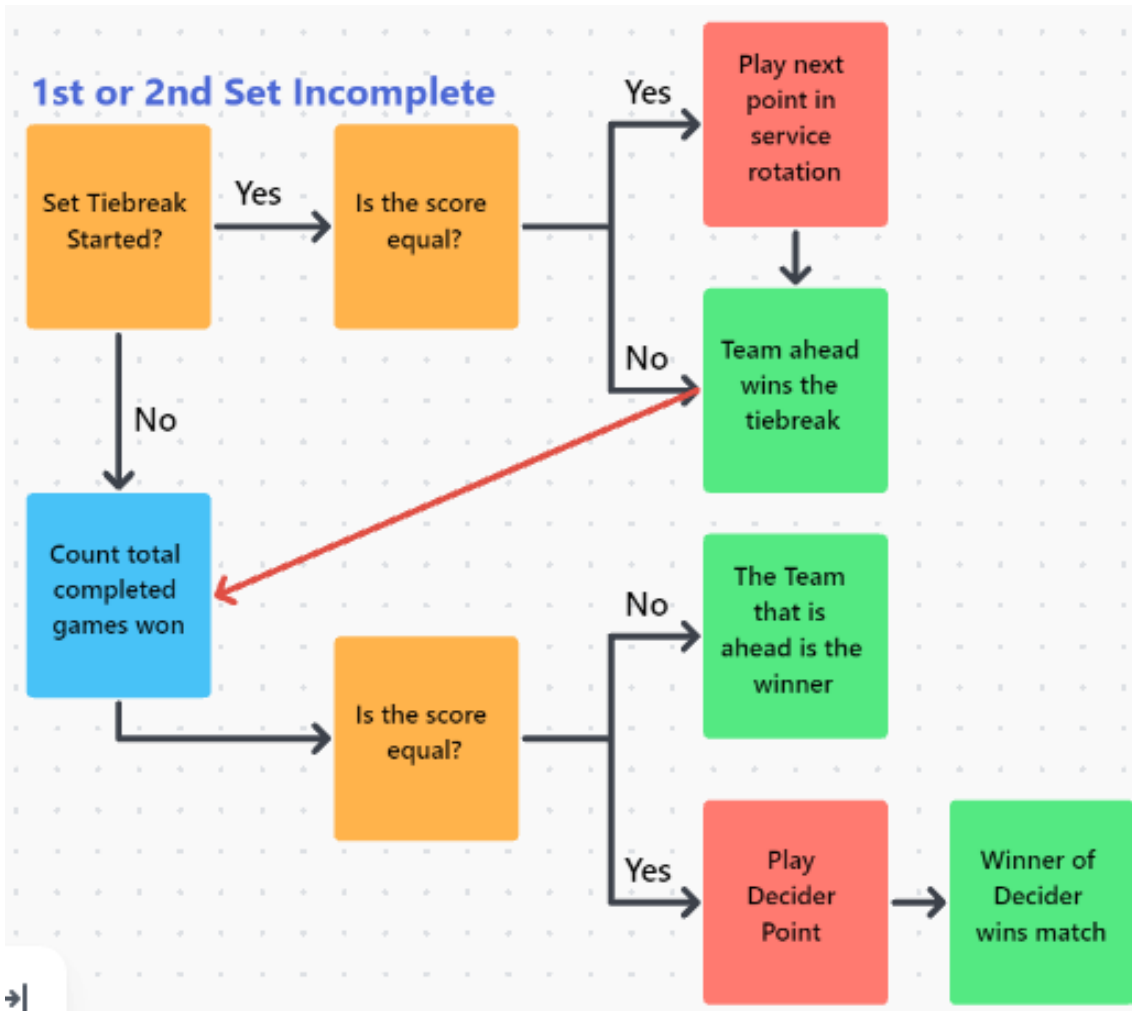 1st or 2nd Set Incomplete
Set Tiebreak
Started?
Yes
Is the score
equal?
Yes
Play next
point in
service
rotation
No
Team ahead
wins the
tiebreak
No
Count total
completed
games won
Is the score
equal?
No
The Team
that is
ahead is the
winner
Yes
Play
Decider
Point
Winner of
Decider
wins match